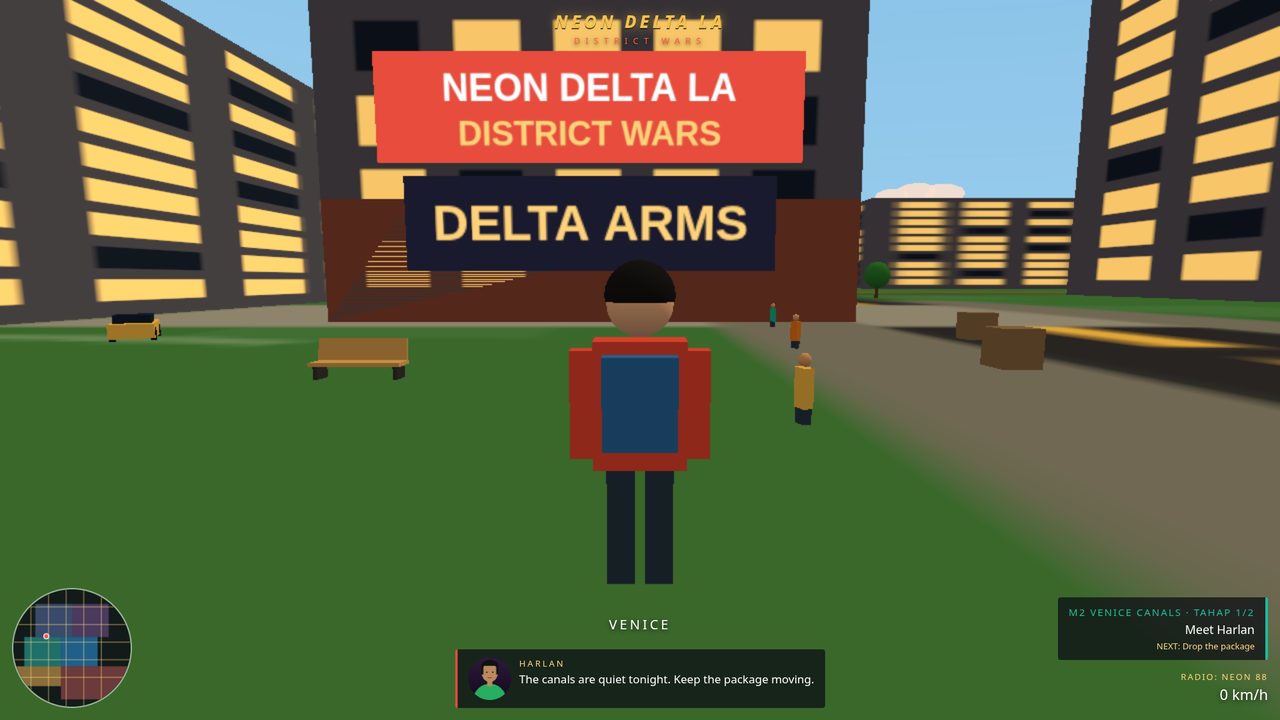 NEON DELTA LA
DISTRICT WARS
NEON DELTA LA
DISTRICT WARS
DELTA ARMS
VENICE
HARLAN
The canals are quiet tonight. Keep the package moving.
M2 VENICE CANALS · TAHAP 1/2
Meet Harlan
NEXT: Drop the package
RADIO: NEON 88
0 km/h